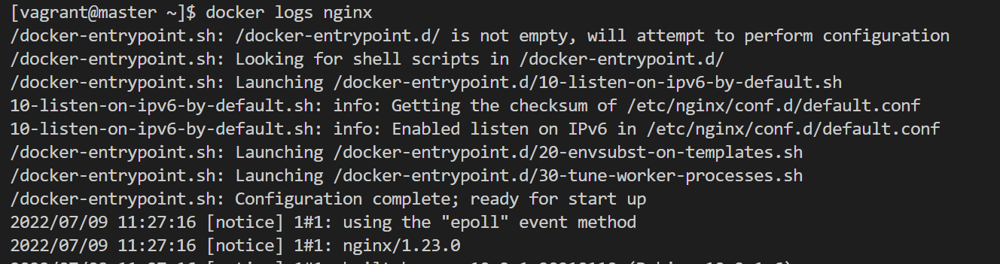 [vagrant@master ~]$ docker logs nginx
/docker-entrypoint.sh: /docker-entrypoint.d/ is not empty, will attempt to perform configuration
/docker-entrypoint.sh: Looking for shell scripts in /docker-entrypoint.d/
/docker-entrypoint.sh: Launching /docker-entrypoint.d/10-listen-on-ipv6-by-default.sh
10-listen-on-ipv6-by-default.sh: info: Getting the checksum of /etc/nginx/conf.d/default.conf
10-listen-on-ipv6-by-default.sh: info: Enabled listen on IPv6 in /etc/nginx/conf.d/default.conf
/docker-entrypoint.sh: Launching /docker-entrypoint.d/20-envsubst-on-templates.sh
/docker-entrypoint.sh: Launching /docker-entrypoint.d/30-tune-worker-processes.sh
/docker-entrypoint.sh: Configuration complete; ready for start up
2022/07/09 11:27:16 [notice] 1#1: using the "epoll" event method
2022/07/09 11:27:16 [notice] 1#1: nginx/1.23.0